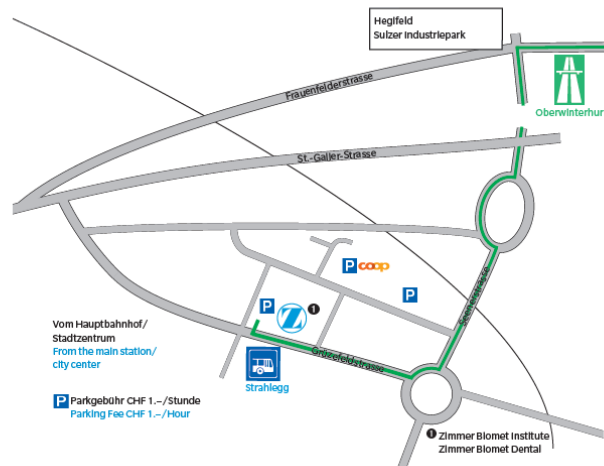 Hegifeld
Sulzer Industriepark
Oberwinterhur
Frauenfelderstrasse
St.-Galler-Strasse
P coop
P
P
Z ❶
Seenerstrasse
Grüzefeldstrasse
Vom Hauptbahnhof/
Stadtzentrum
From the main station/
city center
Strahlegg
P Parkgebühr CHF 1.–/Stunde
Parking Fee CHF 1.–/Hour
❶ Zimmer Biomet Institute
Zimmer Biomet Dental